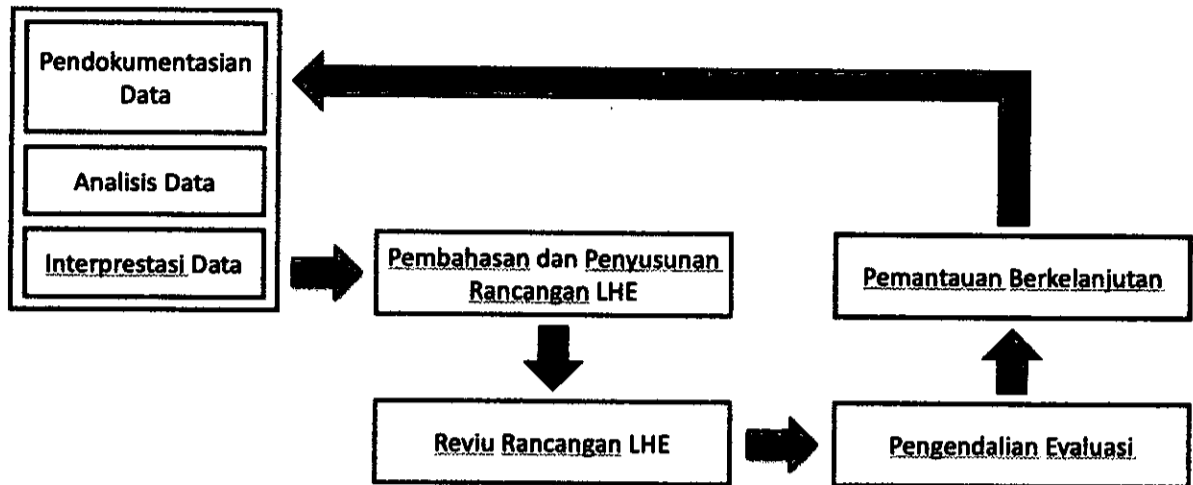 Pendokumentasian
Data
Analisis Data
Interprestasi Data
Pembahasan dan Penyusunan
Rancangan LHE
Pemantauan Berkelanjutan
Reviu Rancangan LHE
Pengendalian Evaluasi